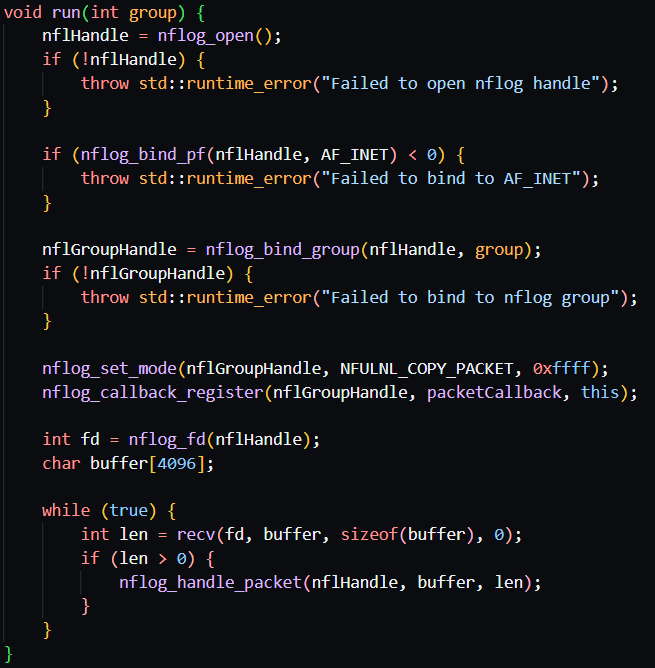 void run(int group) {
    nflHandle = nflog_open();
    if (!nflHandle) {
        throw std::runtime_error("Failed to open nflog handle");
    }

    if (nflog_bind_pf(nflHandle, AF_INET) < 0) {
        throw std::runtime_error("Failed to bind to AF_INET");
    }

    nflGroupHandle = nflog_bind_group(nflHandle, group);
    if (!nflGroupHandle) {
        throw std::runtime_error("Failed to bind to nflog group");
    }

    nflog_set_mode(nflGroupHandle, NFULNL_COPY_PACKET, 0xffff);
    nflog_callback_register(nflGroupHandle, packetCallback, this);

    int fd = nflog_fd(nflHandle);
    char buffer[4096];

    while (true) {
        int len = recv(fd, buffer, sizeof(buffer), 0);
        if (len > 0) {
            nflog_handle_packet(nflHandle, buffer, len);
        }
    }
}